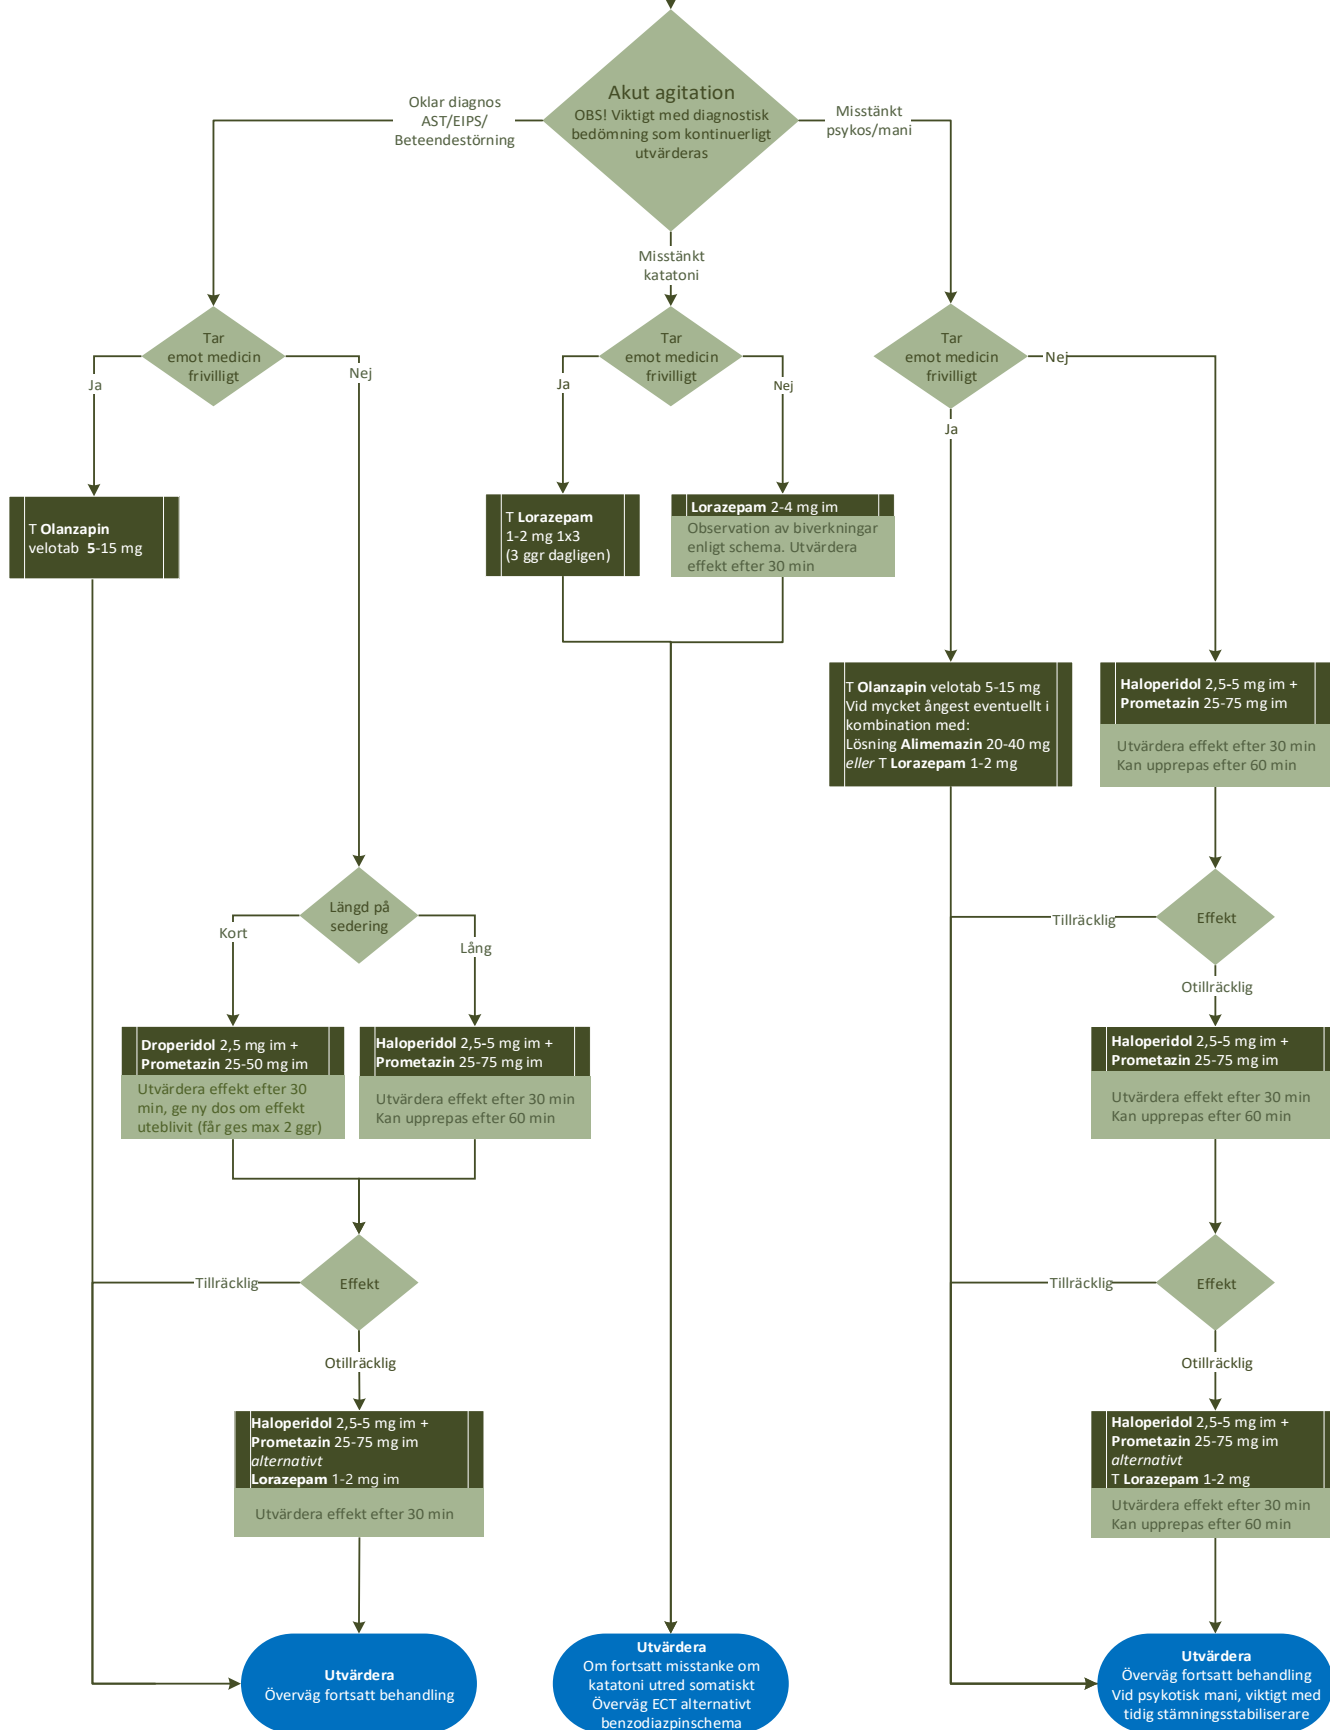 Akut agitation
OBS! Viktigt med diagnostisk
bedömning som kontinuerligt
utvärderas
Oklar diagnos
AST/EIPS/
Beteendestörning
Misstänkt
psykos/mani
Misstänkt
katatoni
Tar
emot medicin
frivilligt
Ja
Nej
Tar
emot medicin
frivilligt
Ja
Nej
Tar
emot medicin
frivilligt
Nej
Ja
T Olanzapin
velotab 5-15 mg
T Lorazepam
1-2 mg 1x3
(3 ggr dagligen)
Lorazepam 2-4 mg im
Observation av biverkningar
enligt schema. Utvärdera
effekt efter 30 min
T Olanzapin velotab 5-15 mg
Vid mycket ångest eventuellt i
kombination med:
Lösning Alimemazin 20-40 mg
eller T Lorazepam 1-2 mg
Haloperidol 2,5-5 mg im +
Prometazin 25-75 mg im
Utvärdera effekt efter 30 min
Kan upprepas efter 60 min
Längd på
sedering
Kort
Lång
Effekt
Tillräcklig
Otillräcklig
Droperidol 2,5 mg im +
Prometazin 25-50 mg im
Utvärdera effekt efter 30
min, ge ny dos om effekt
uteblivit (får ges max 2 ggr)
Haloperidol 2,5-5 mg im +
Prometazin 25-75 mg im
Utvärdera effekt efter 30 min
Kan upprepas efter 60 min
Haloperidol 2,5-5 mg im +
Prometazin 25-75 mg im
Utvärdera effekt efter 30 min
Kan upprepas efter 60 min
Effekt
Tillräcklig
Otillräcklig
Effekt
Tillräcklig
Otillräcklig
Haloperidol 2,5-5 mg im +
Prometazin 25-75 mg im
alternativt
Lorazepam 1-2 mg im
Utvärdera effekt efter 30 min
Haloperidol 2,5-5 mg im +
Prometazin 25-75 mg im
alternativt
T Lorazepam 1-2 mg
Utvärdera effekt efter 30 min
Kan upprepas efter 60 min
Utvärdera
Överväg fortsatt behandling
Utvärdera
Om fortsatt misstanke om
katatoni utred somatiskt
Överväg ECT alternativt
benzodiazpinschema
Utvärdera
Överväg fortsatt behandling
Vid psykotisk mani, viktigt med
tidig stämningsstabiliserare